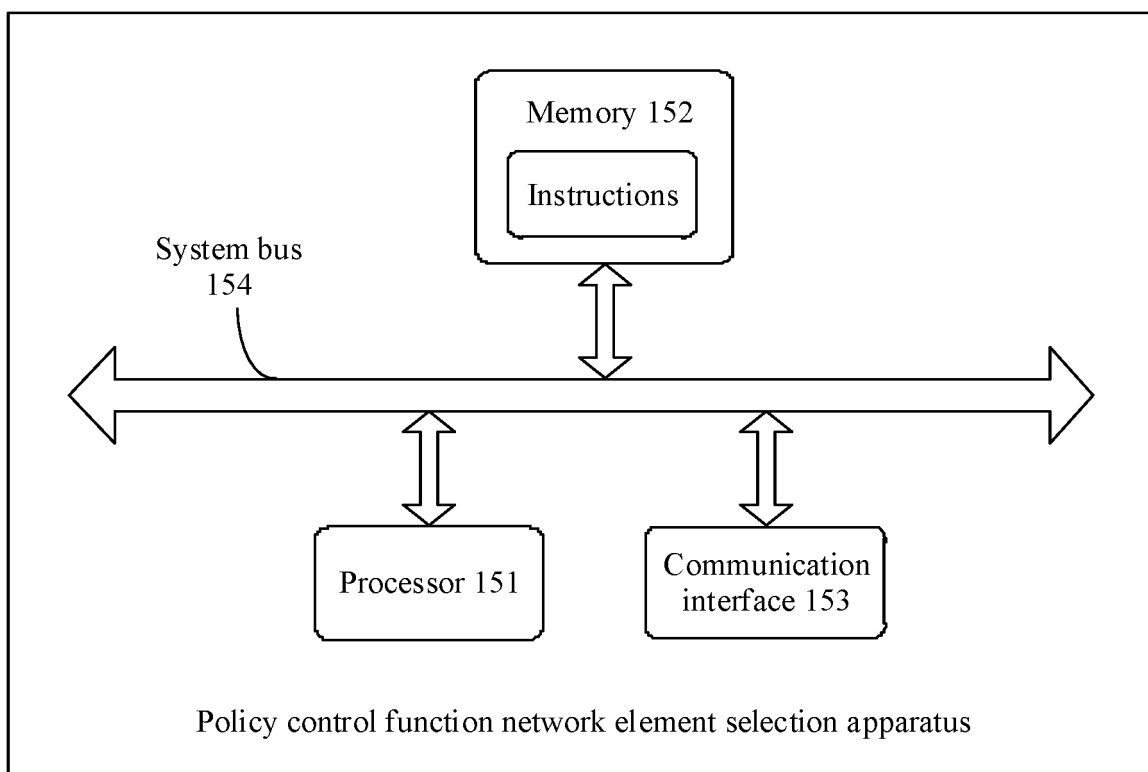 Memory 152
Instructions
System bus
154
Processor 151
Communication
interface 153
Policy control function network element selection apparatus